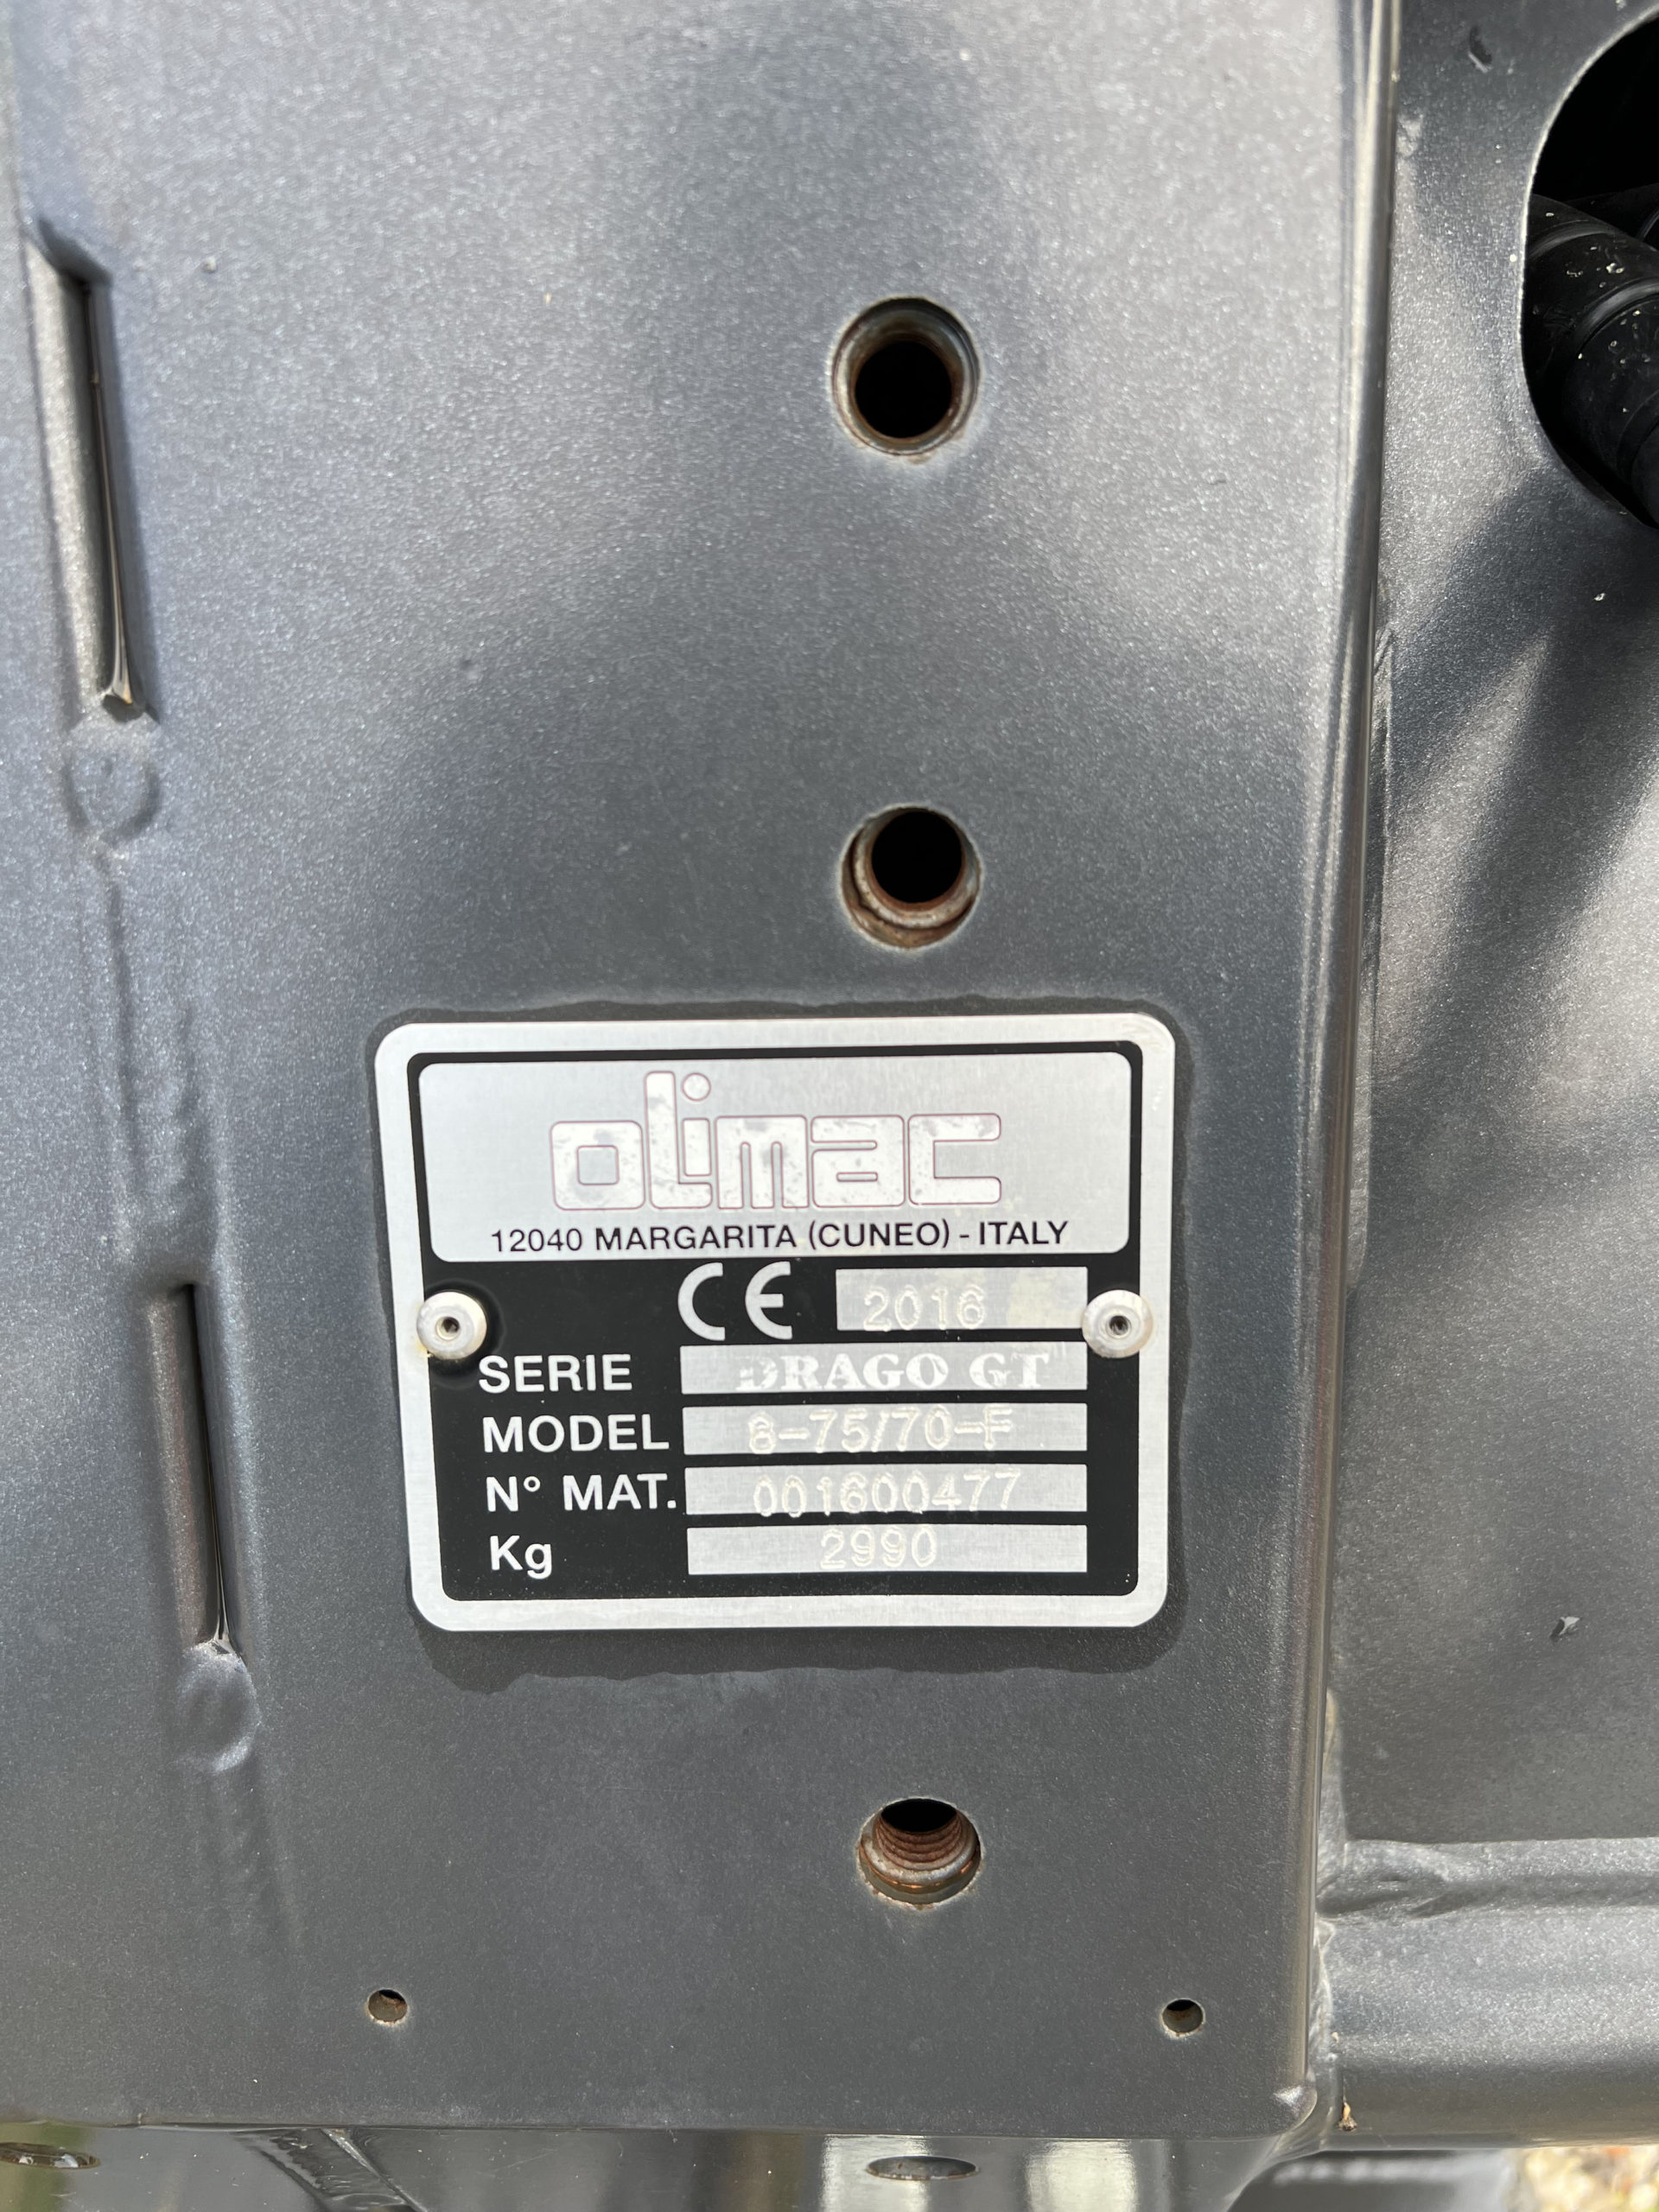 olimac
12040 MARGARITA (CUNEO) - ITALY
CE 2016
SERIE DRAGO GT
MODEL 8-75/70-F
N° MAT. 001600477
Kg 2990